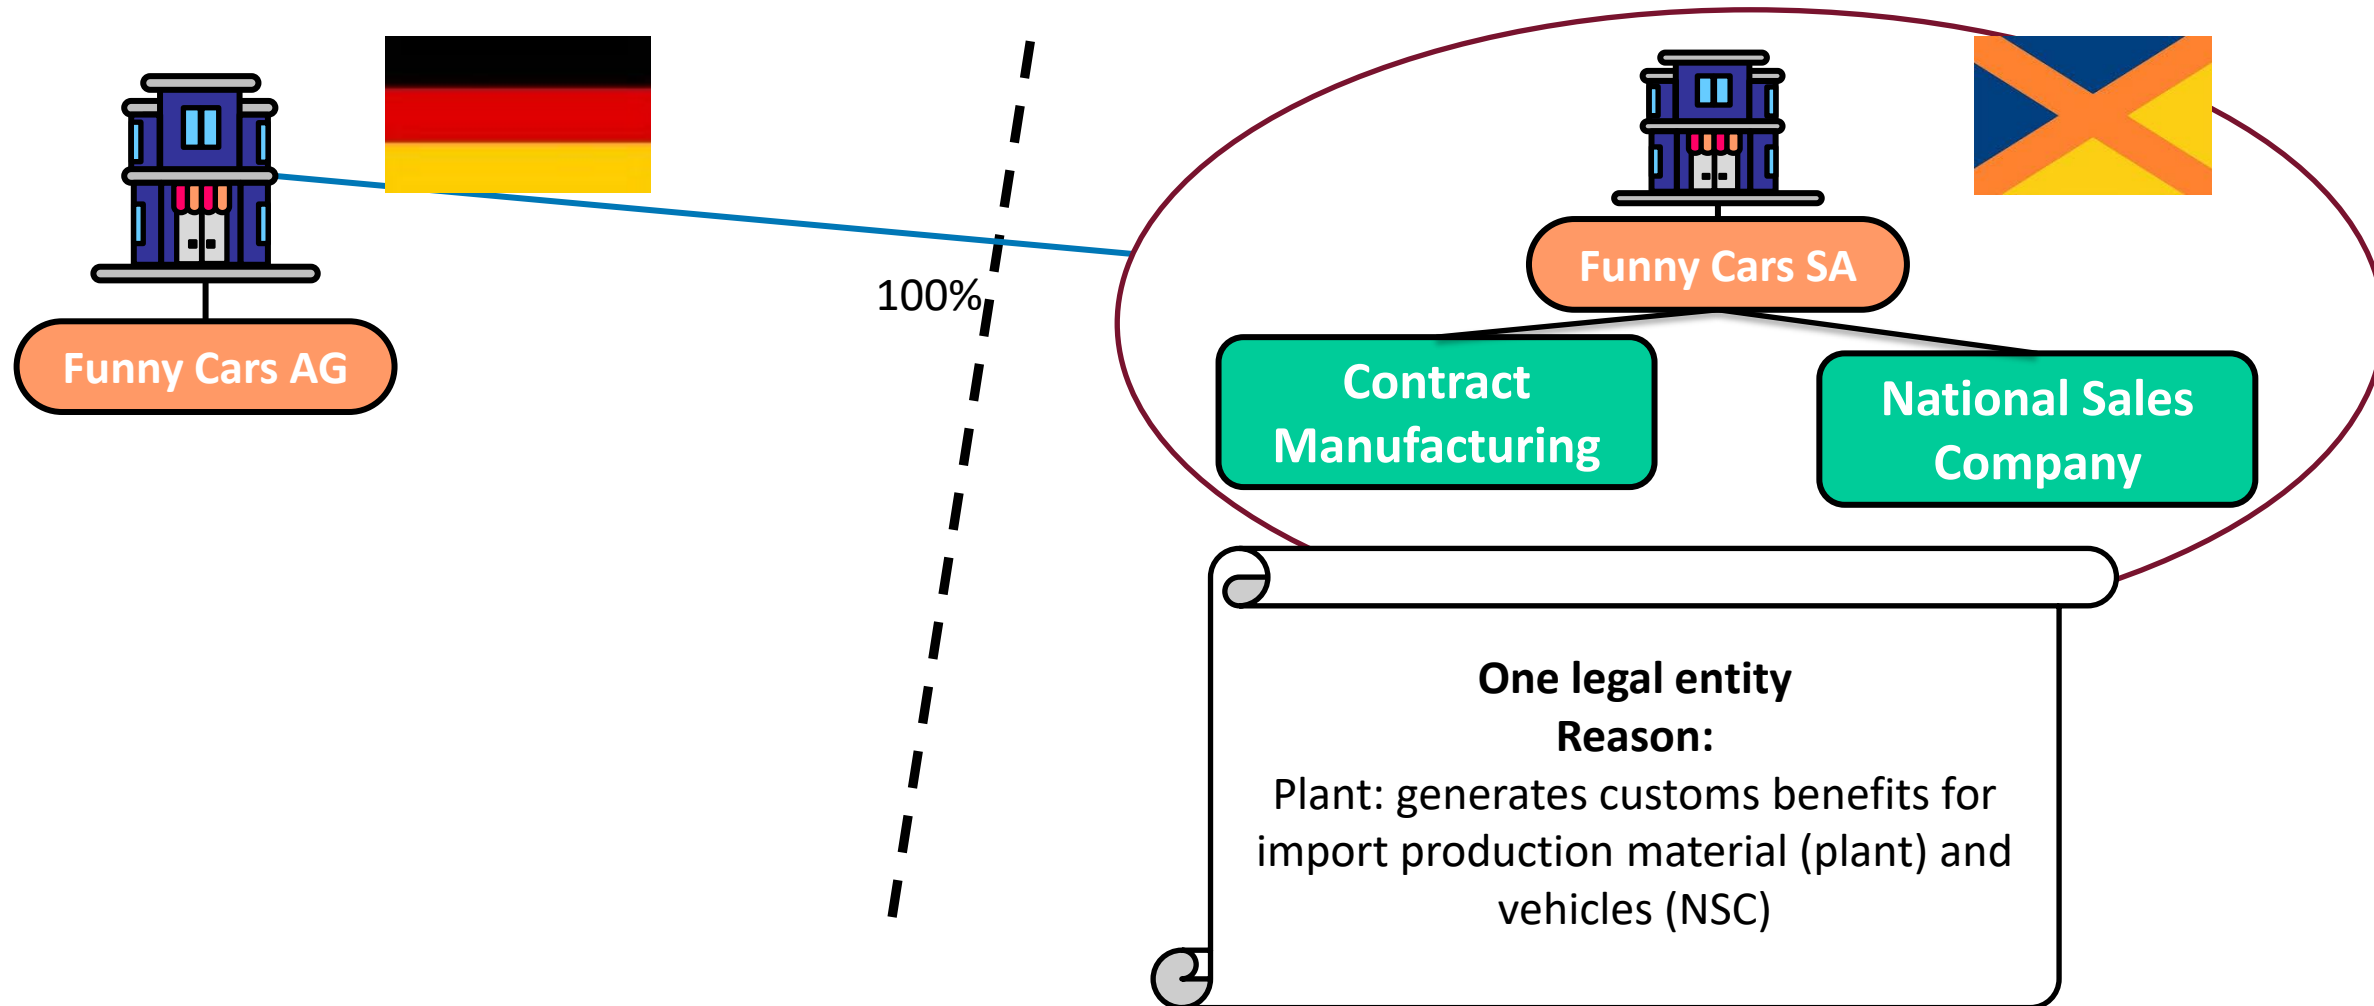 Funny Cars AG
100%
Funny Cars SA
Contract
Manufacturing
National Sales
Company
One legal entity
Reason:
Plant: generates customs benefits for
import production material (plant) and
vehicles (NSC)